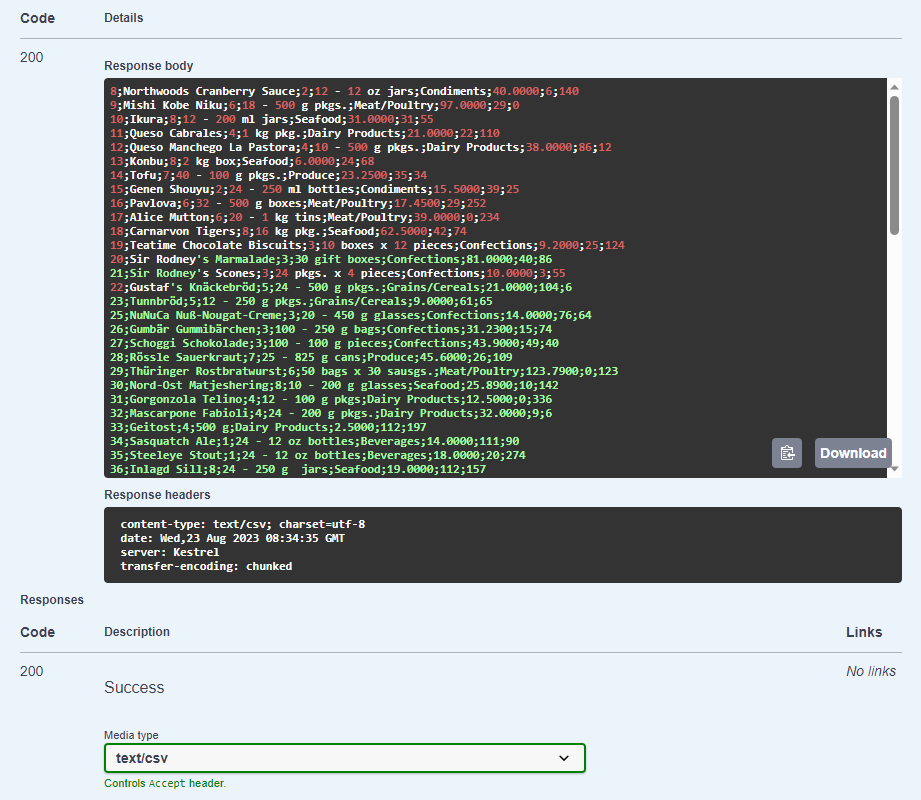 Code Details
200
Response body
8;Northwoods Cranberry Sauce;2;12 - 12 oz jars;Condiments;40.0000;6;140
9;Mishi Kobe Niku;6;18 - 500 g pkgs.;Meat/Poultry;97.0000;29;0
10;Ikura;8;12 - 200 ml jars;Seafood;31.0000;31;55
11;Queso Cabrales;4;1 kg pkg.;Dairy Products;21.0000;22;110
12;Queso Manchego La Pastora;4;10 - 500 g pkgs.;Dairy Products;38.0000;86;12
13;Konbu;8;2 kg box;Seafood;6.0000;24;68
14;Tofu;7;40 - 100 g pkgs.;Produce;23.2500;35;34
15;Genen Shouyu;2;24 - 250 ml bottles;Condiments;15.5000;39;25
16;Pavlova;6;32 - 500 g boxes;Meat/Poultry;17.4500;29;252
17;Alice Mutton;6;20 - 1 kg tins;Meat/Poultry;39.0000;0;234
18;Carnarvon Tigers;8;16 kg pkg.;Seafood;62.5000;42;74
19;Teatime Chocolate Biscuits;3;10 boxes x 12 pieces;Confections;9.2000;25;124
20;Sir Rodney's Marmalade;3;30 gift boxes;Confections;81.0000;40;86
21;Sir Rodney's Scones;3;24 pkgs. x 4 pieces;Confections;10.0000;3;55
22;Gustaf's Knäckebröd;5;24 - 500 g pkgs.;Grains/Cereals;21.0000;104;6
23;Tunnbröd;5;12 - 250 g pkgs.;Grains/Cereals;9.0000;61;65
25;NuNuCa Nuß-Nougat-Creme;3;20 - 450 g glasses;Confections;14.0000;76;64
26;Gumbär Gummibärchen;3;100 - 250 g bags;Confections;31.2300;15;74
27;Schoggi Schokolade;3;100 - 100 g pieces;Confections;43.9000;49;40
28;Rössle Sauerkraut;7;25 - 825 g cans;Produce;45.6000;26;109
29;Thüringer Rostbratwurst;6;50 bags x 30 sausgs.;Meat/Poultry;123.7900;0;123
30;Nord-Ost Matjeshering;8;10 - 200 g glasses;Seafood;25.8900;10;142
31;Gorgonzola Telino;4;12 - 100 g pkgs;Dairy Products;12.5000;0;336
32;Mascarpone Fabioli;4;24 - 200 g pkgs.;Dairy Products;32.0000;9;6
33;Geitost;4;500 g;Dairy Products;2.5000;112;197
34;Sasquatch Ale;1;24 - 12 oz bottles;Beverages;14.0000;111;90
35;Steeleye Stout;1;24 - 12 oz bottles;Beverages;18.0000;20;274
36;Inlagd Sill;8;24 - 250 g  jars;Seafood;19.0000;112;157
Download
Response headers
content-type: text/csv; charset=utf-8
date: Wed,23 Aug 2023 08:34:35 GMT
server: Kestrel
transfer-encoding: chunked
Responses
Code Description Links
200 No links
Success
Media type
text/csv
Controls Accept header.